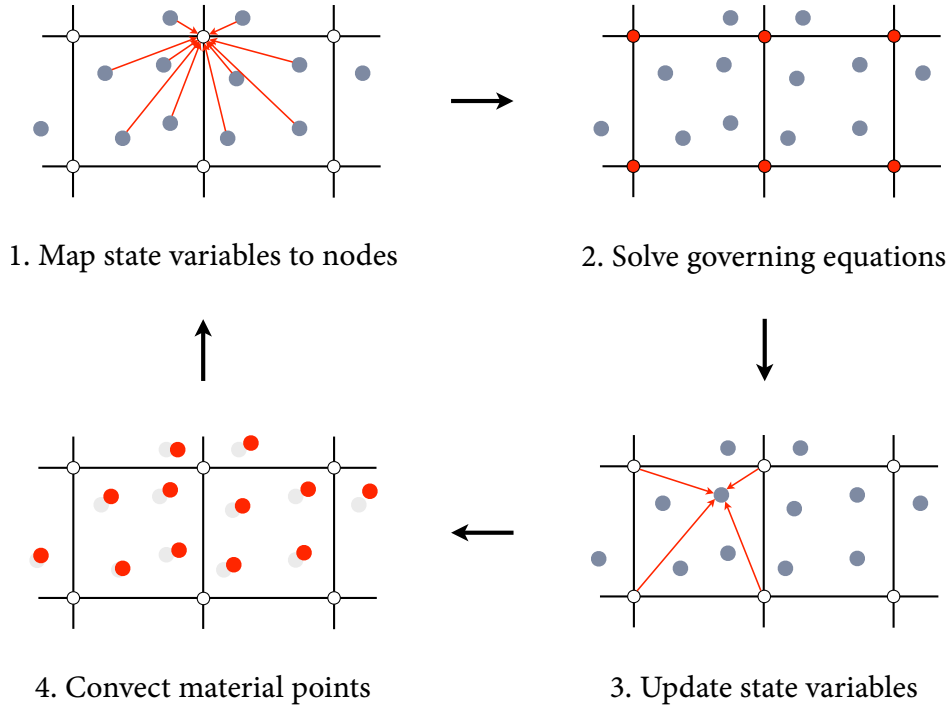 1. Map state variables to nodes
2. Solve governing equations
4. Convect material points
3. Update state variables